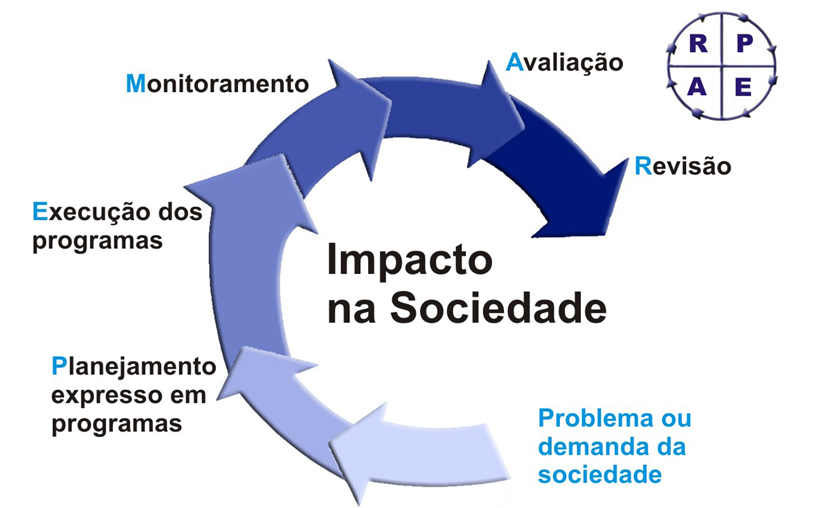 Monitoramento
Avaliação
R P
A E
Revisão
Execução dos
programas
Impacto
na Sociedade
Planejamento
expresso em
programas
Problema ou
demanda da
sociedade